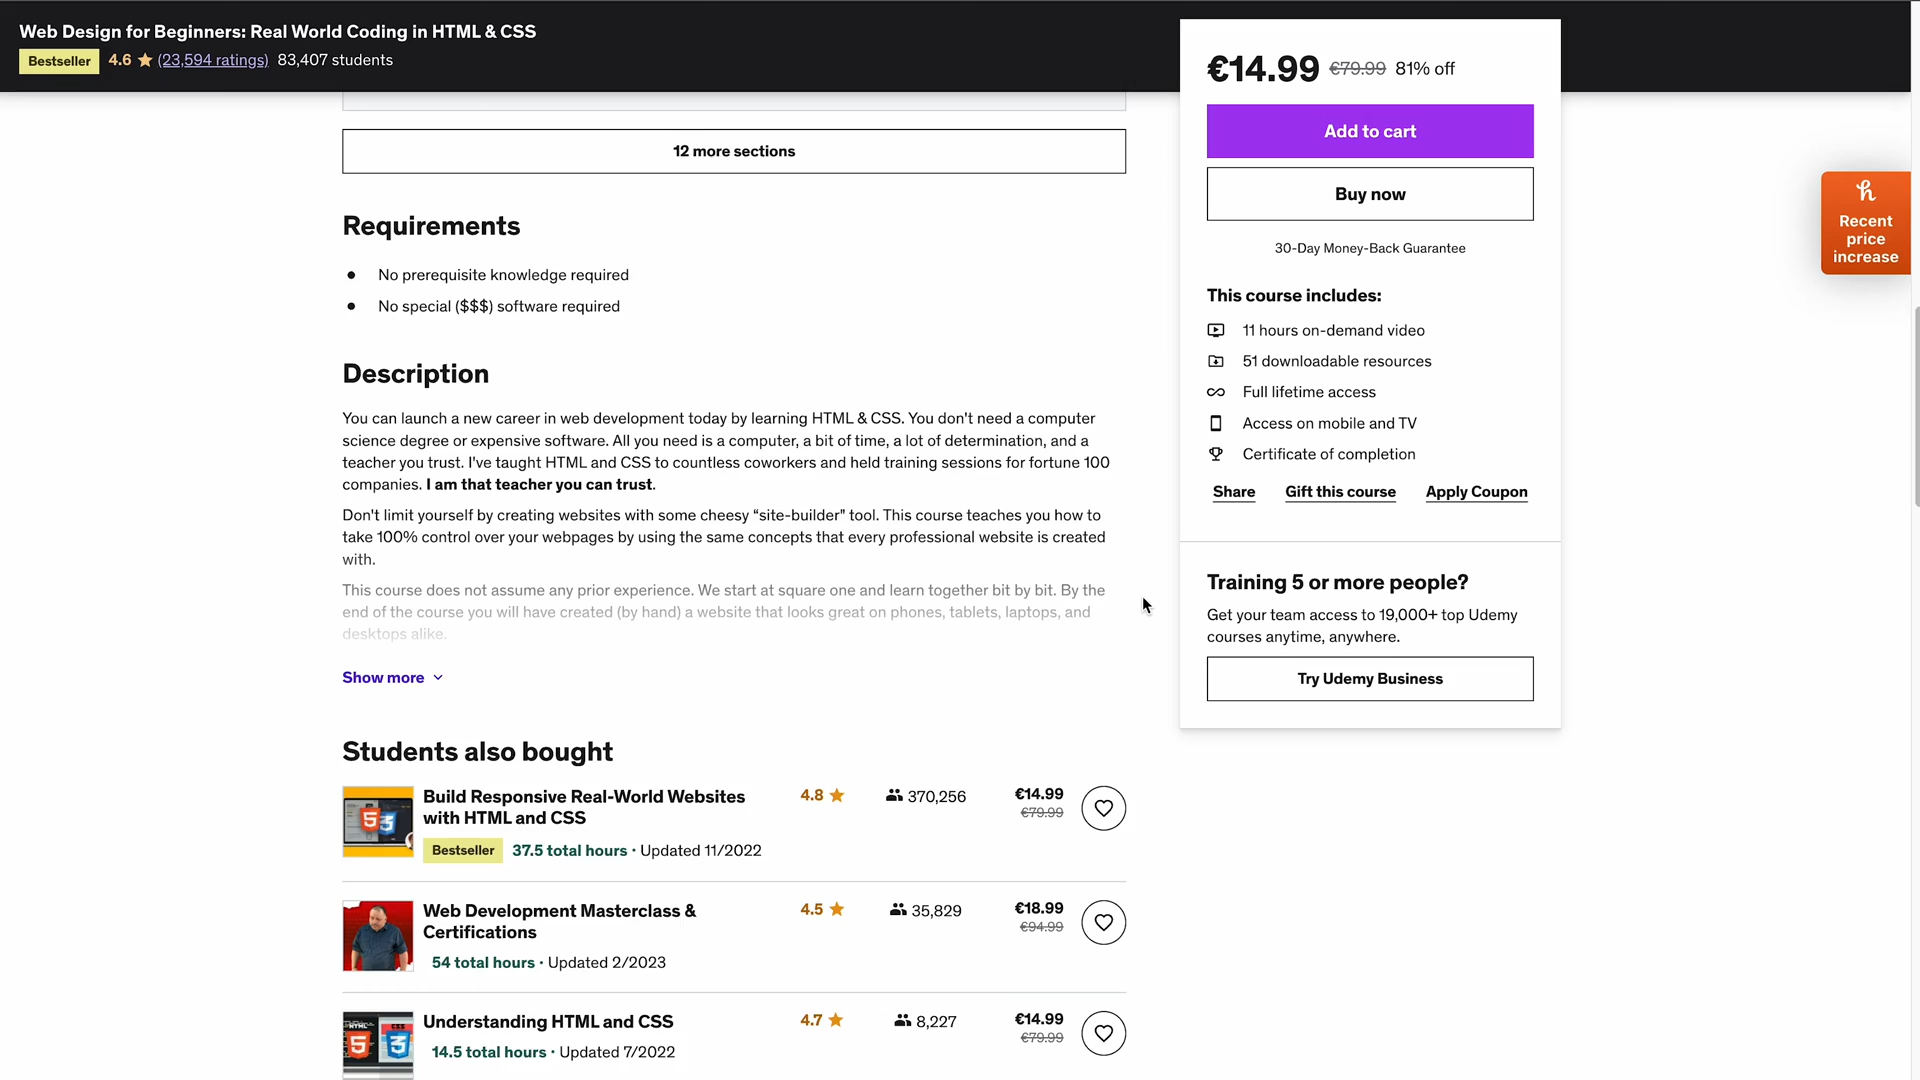 Web Design for Beginners: Real World Coding in HTML & CSS
Bestseller 4.6 (23,594 ratings) 83,407 students
€14.99 €79.99 81% off
Add to cart
Buy now
30-Day Money-Back Guarantee
This course includes:
11 hours on-demand video
51 downloadable resources
Full lifetime access
Access on mobile and TV
Certificate of completion
Share Gift this course Apply Coupon
Training 5 or more people?
Get your team access to 19,000+ top Udemy
courses anytime, anywhere.
Try Udemy Business
Recent
price
increase
12 more sections
Requirements
No prerequisite knowledge required
No special ($$$) software required
Description
You can launch a new career in web development today by learning HTML & CSS. You don't need a computer
science degree or expensive software. All you need is a computer, a bit of time, a lot of determination, and a
teacher you trust. I've taught HTML and CSS to countless coworkers and held training sessions for fortune 100
companies. I am that teacher you can trust.
Don't limit yourself by creating websites with some cheesy “site-builder" tool. This course teaches you how to
take 100% control over your webpages by using the same concepts that every professional website is created
with.
This course does not assume any prior experience. We start at square one and learn together bit by bit. By the
end of the course you will have created (by hand) a website that looks great on phones, tablets, laptops, and
desktops alike.
Show more
Students also bought
Build Responsive Real-World Websites
with HTML and CSS
4.8 370,256 €14.99
€79.99
Bestseller 37.5 total hours · Updated 11/2022
Web Development Masterclass &
Certifications
4.5 35,829 €18.99
€94.99
54 total hours · Updated 2/2023
Understanding HTML and CSS
4.7 8,227 €14.99
€79.99
14.5 total hours · Updated 7/2022